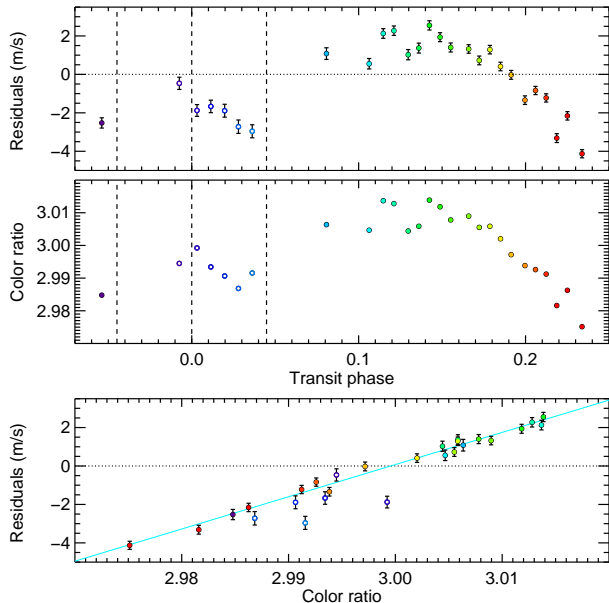 2
0
−2
−4
Residuals (m/s)
3.01
3.00
2.99
2.98
Color ratio
0.0 0.1 0.2
Transit phase
2
0
−2
−4
Residuals (m/s)
2.98 2.99 3.00 3.01
Color ratio